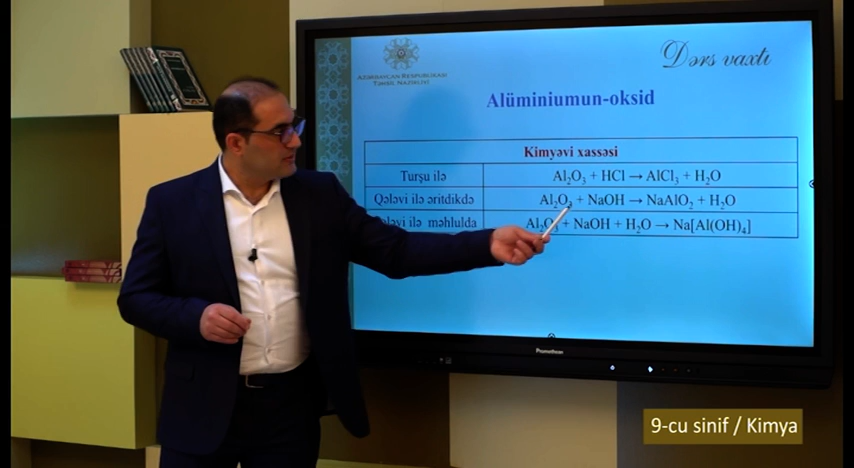 AZƏRBAYCAN RESPUBLİKASI
TƏHSİL NAZİRLİYİ
Dərs vaxtı
Alüminiumun-oksid
Kimyəvi xassəsi
Turşu ilə Al₂O₃ + HCl → AlCl₃ + H₂O
Qələvi ilə əritdikdə Al₂O₃ + NaOH → NaAlO₂ + H₂O
ilə məhlulda Al₂O + NaOH + H₂O → Na[Al(OH)₄]
Promethean
9-cu sinif / Kimya